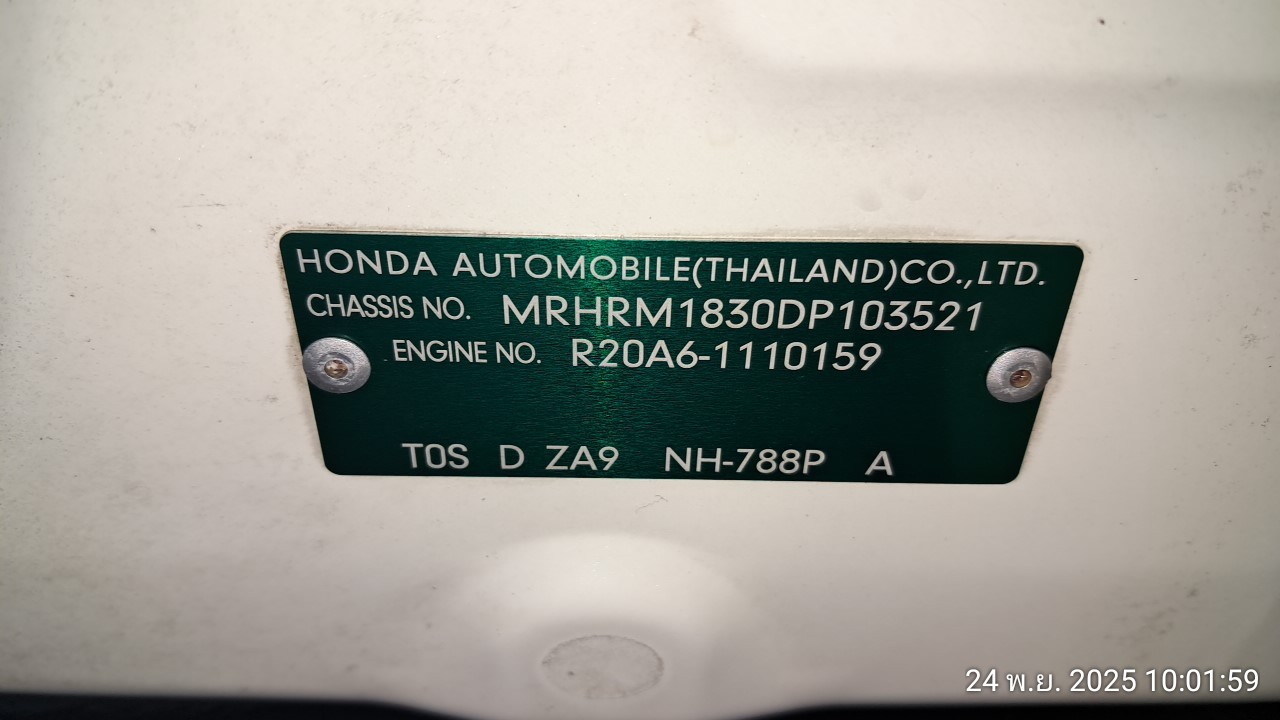 HONDA AUTOMOBILE(THAILAND)CO.,LTD.
CHASSIS NO. MRHRM1830DP103521
ENGINE NO. R20A6-1110159
T0S D ZA9 NH-788P A
24 พ.ย. 2025 10:01:59